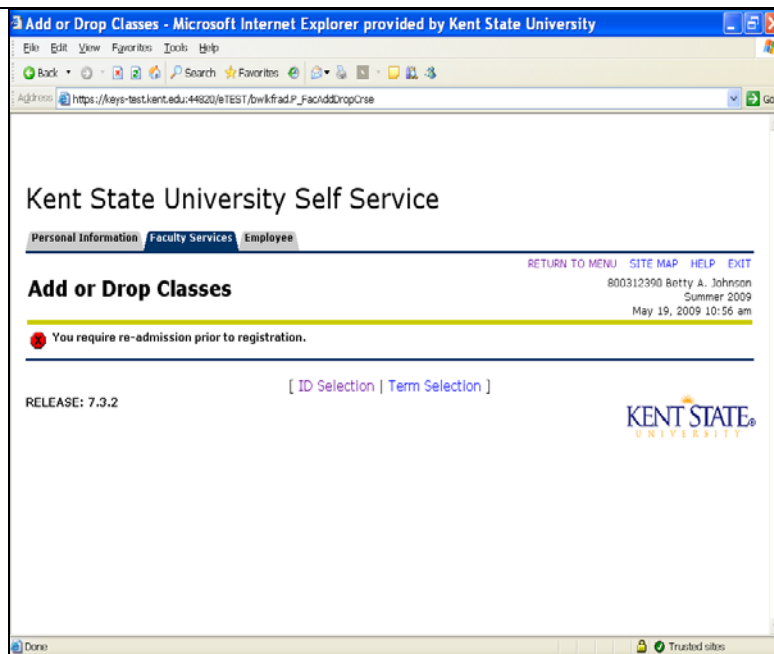 Add or Drop Classes - Microsoft Internet Explorer provided by Kent State University
File Edit View Favorites Tools Help
Back Search Favorites
Address https://keys-test.kent.edu:44820/eTEST/bwlkfrad.P_FacAddDropCrse Go
Kent State University Self Service
Personal Information Faculty Services Employee
RETURN TO MENU SITE MAP HELP EXIT
Add or Drop Classes
800312390 Betty A. Johnson
Summer 2009
May 19, 2009 10:56 am
You require re-admission prior to registration.
[ ID Selection | Term Selection ]
RELEASE: 7.3.2
KENT STATE®
UNIVERSITY
Done Trusted sites